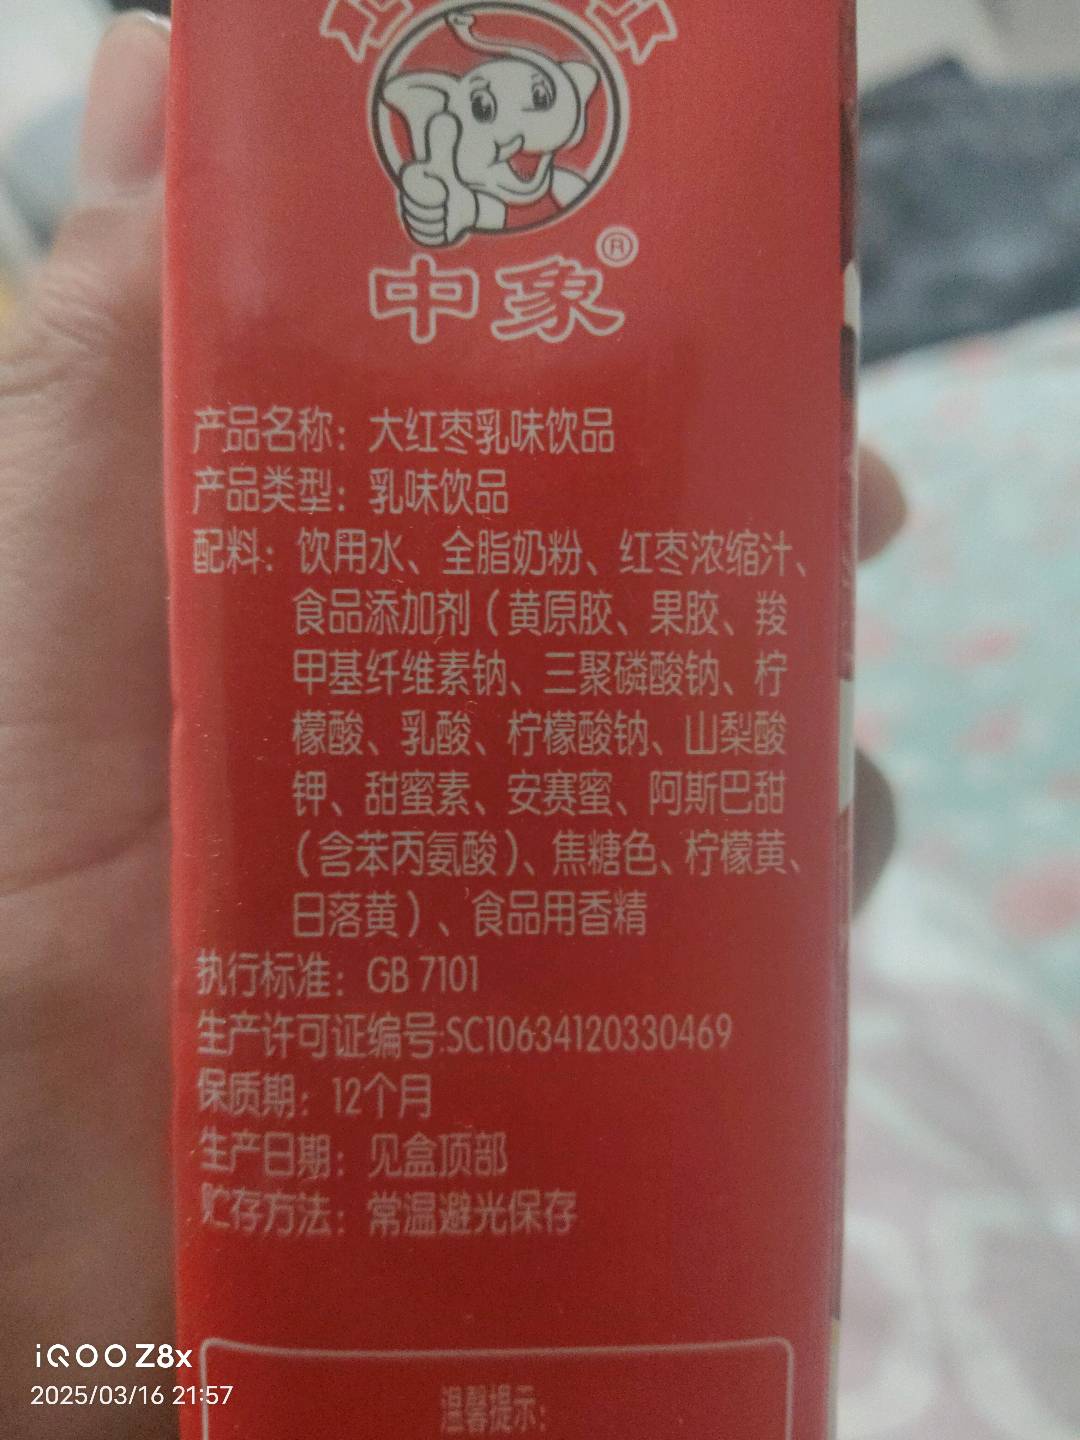 中象®
产品名称：大红枣乳味饮品
产品类型：乳味饮品
配料：饮用水、全脂奶粉、红枣浓缩汁、
食品添加剂（黄原胶、果胶、羧
甲基纤维素钠、三聚磷酸钠、柠
檬酸、乳酸、柠檬酸钠、山梨酸
钾、甜蜜素、安赛蜜、阿斯巴甜
（含苯丙氨酸）、焦糖色、柠檬黄、
日落黄）、食品用香精
执行标准：GB 7101
生产许可证编号:SC10634120330469
保质期：12个月
生产日期：见盒顶部
贮存方法：常温避光保存
温馨提示：
iQOO Z8x
2025/03/16 21:57